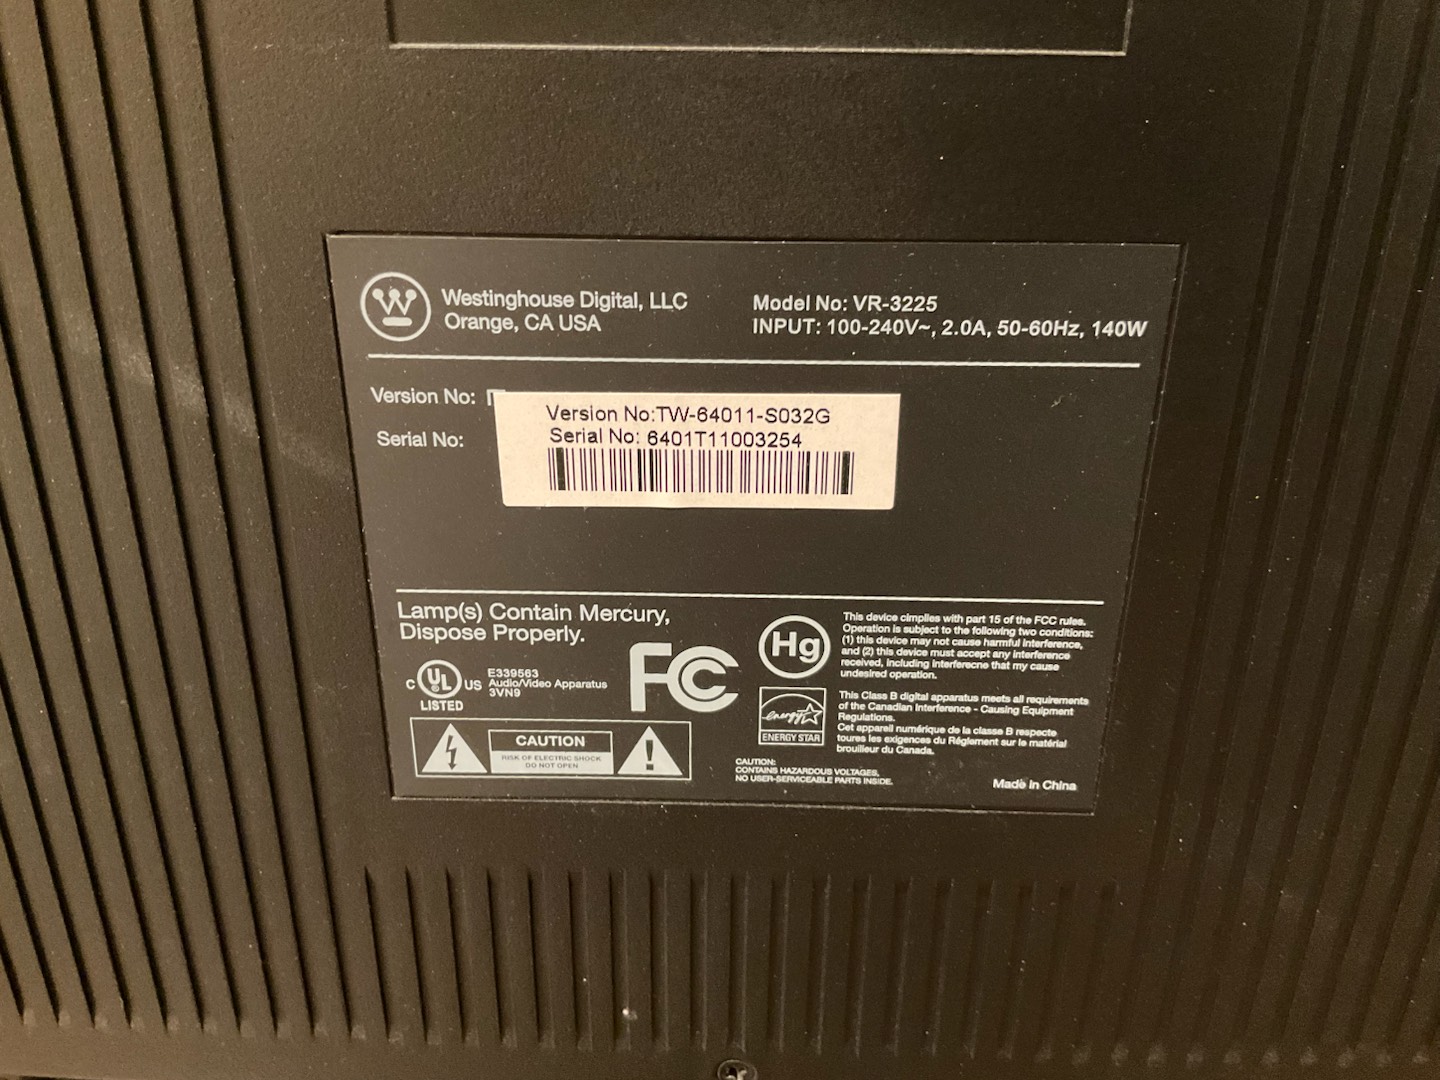 Westinghouse Digital, LLC
Orange, CA USA
Model No: VR-3225
INPUT: 100-240V~, 2.0A, 50-60Hz, 140W
Version No:
Serial No:
Version No:TW-64011-S032G
Serial No: 6401T11003254
Lamp(s) Contain Mercury,
Dispose Properly.
C UL US
LISTED
E339563
Audio/Video Apparatus
3VN9
FC
Hg
energy
ENERGY STAR
CAUTION
RISK OF ELECTRIC SHOCK
DO NOT OPEN
This device cimplies with part 15 of the FCC rules.
Operation is subject to the following two conditions:
(1) this device may not cause harmful interference,
and (2) this device must accept any interference
received, including interferecne that my cause
undesired operation.
This Class B digital apparatus meets all requirements
of the Canadian Interference - Causing Equipment
Regulations.
Cet appareil numérique de la classe B respecte
toures les exigences du Réglement sur le matérial
brouilleur du Canada.
CAUTION:
CONTAINS HAZARDOUS VOLTAGES,
NO USER-SERVICEABLE PARTS INSIDE.
Made in China